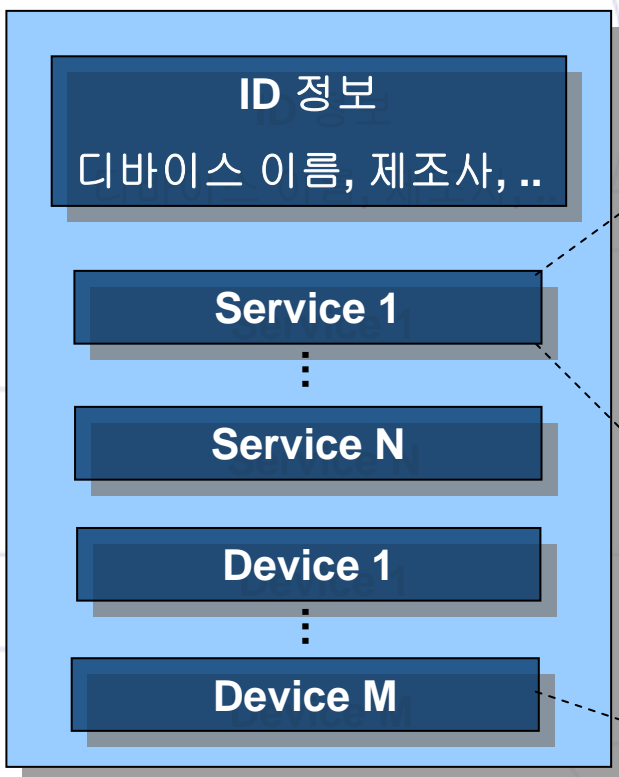 ID 정보
디바이스 이름, 제조사, ..
Service 1
⋮
Service N
Device 1
⋮
Device M